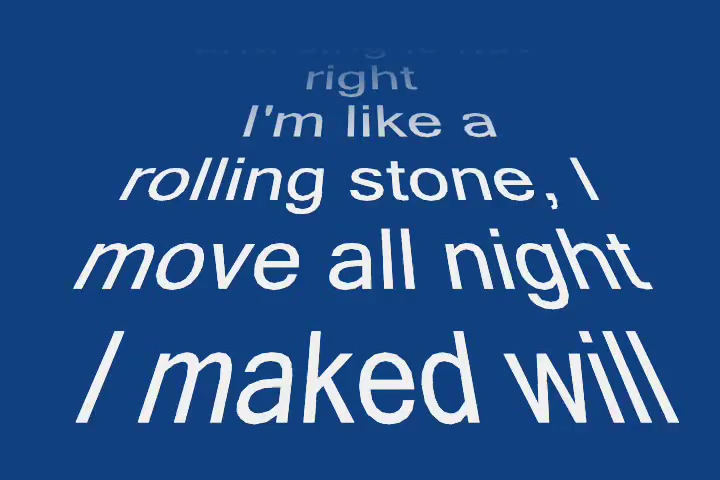 right
I'm like a
rolling stone, I
move all night
I maked will